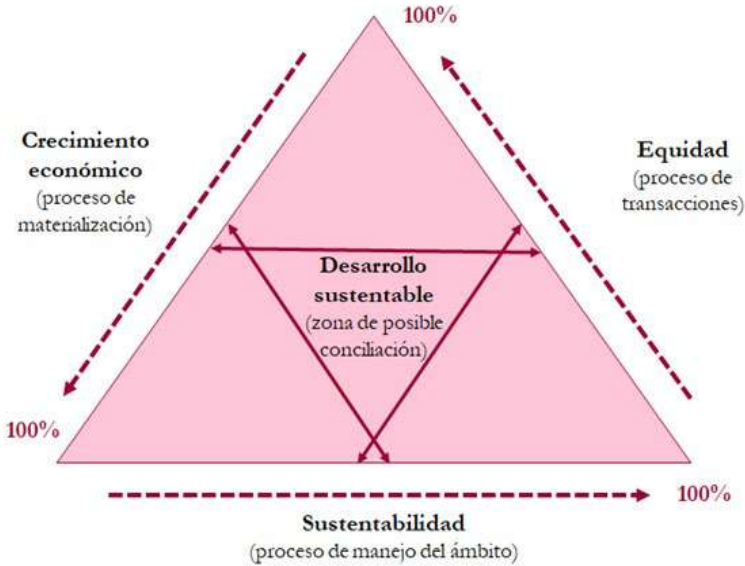 100%
Crecimiento
económico
(proceso de
materialización)
Equidad
(proceso de
transacciones)
Desarrollo
sustentable
(zona de posible
conciliación)
100%
100%
Sustentabilidad
(proceso de manejo del ámbito)